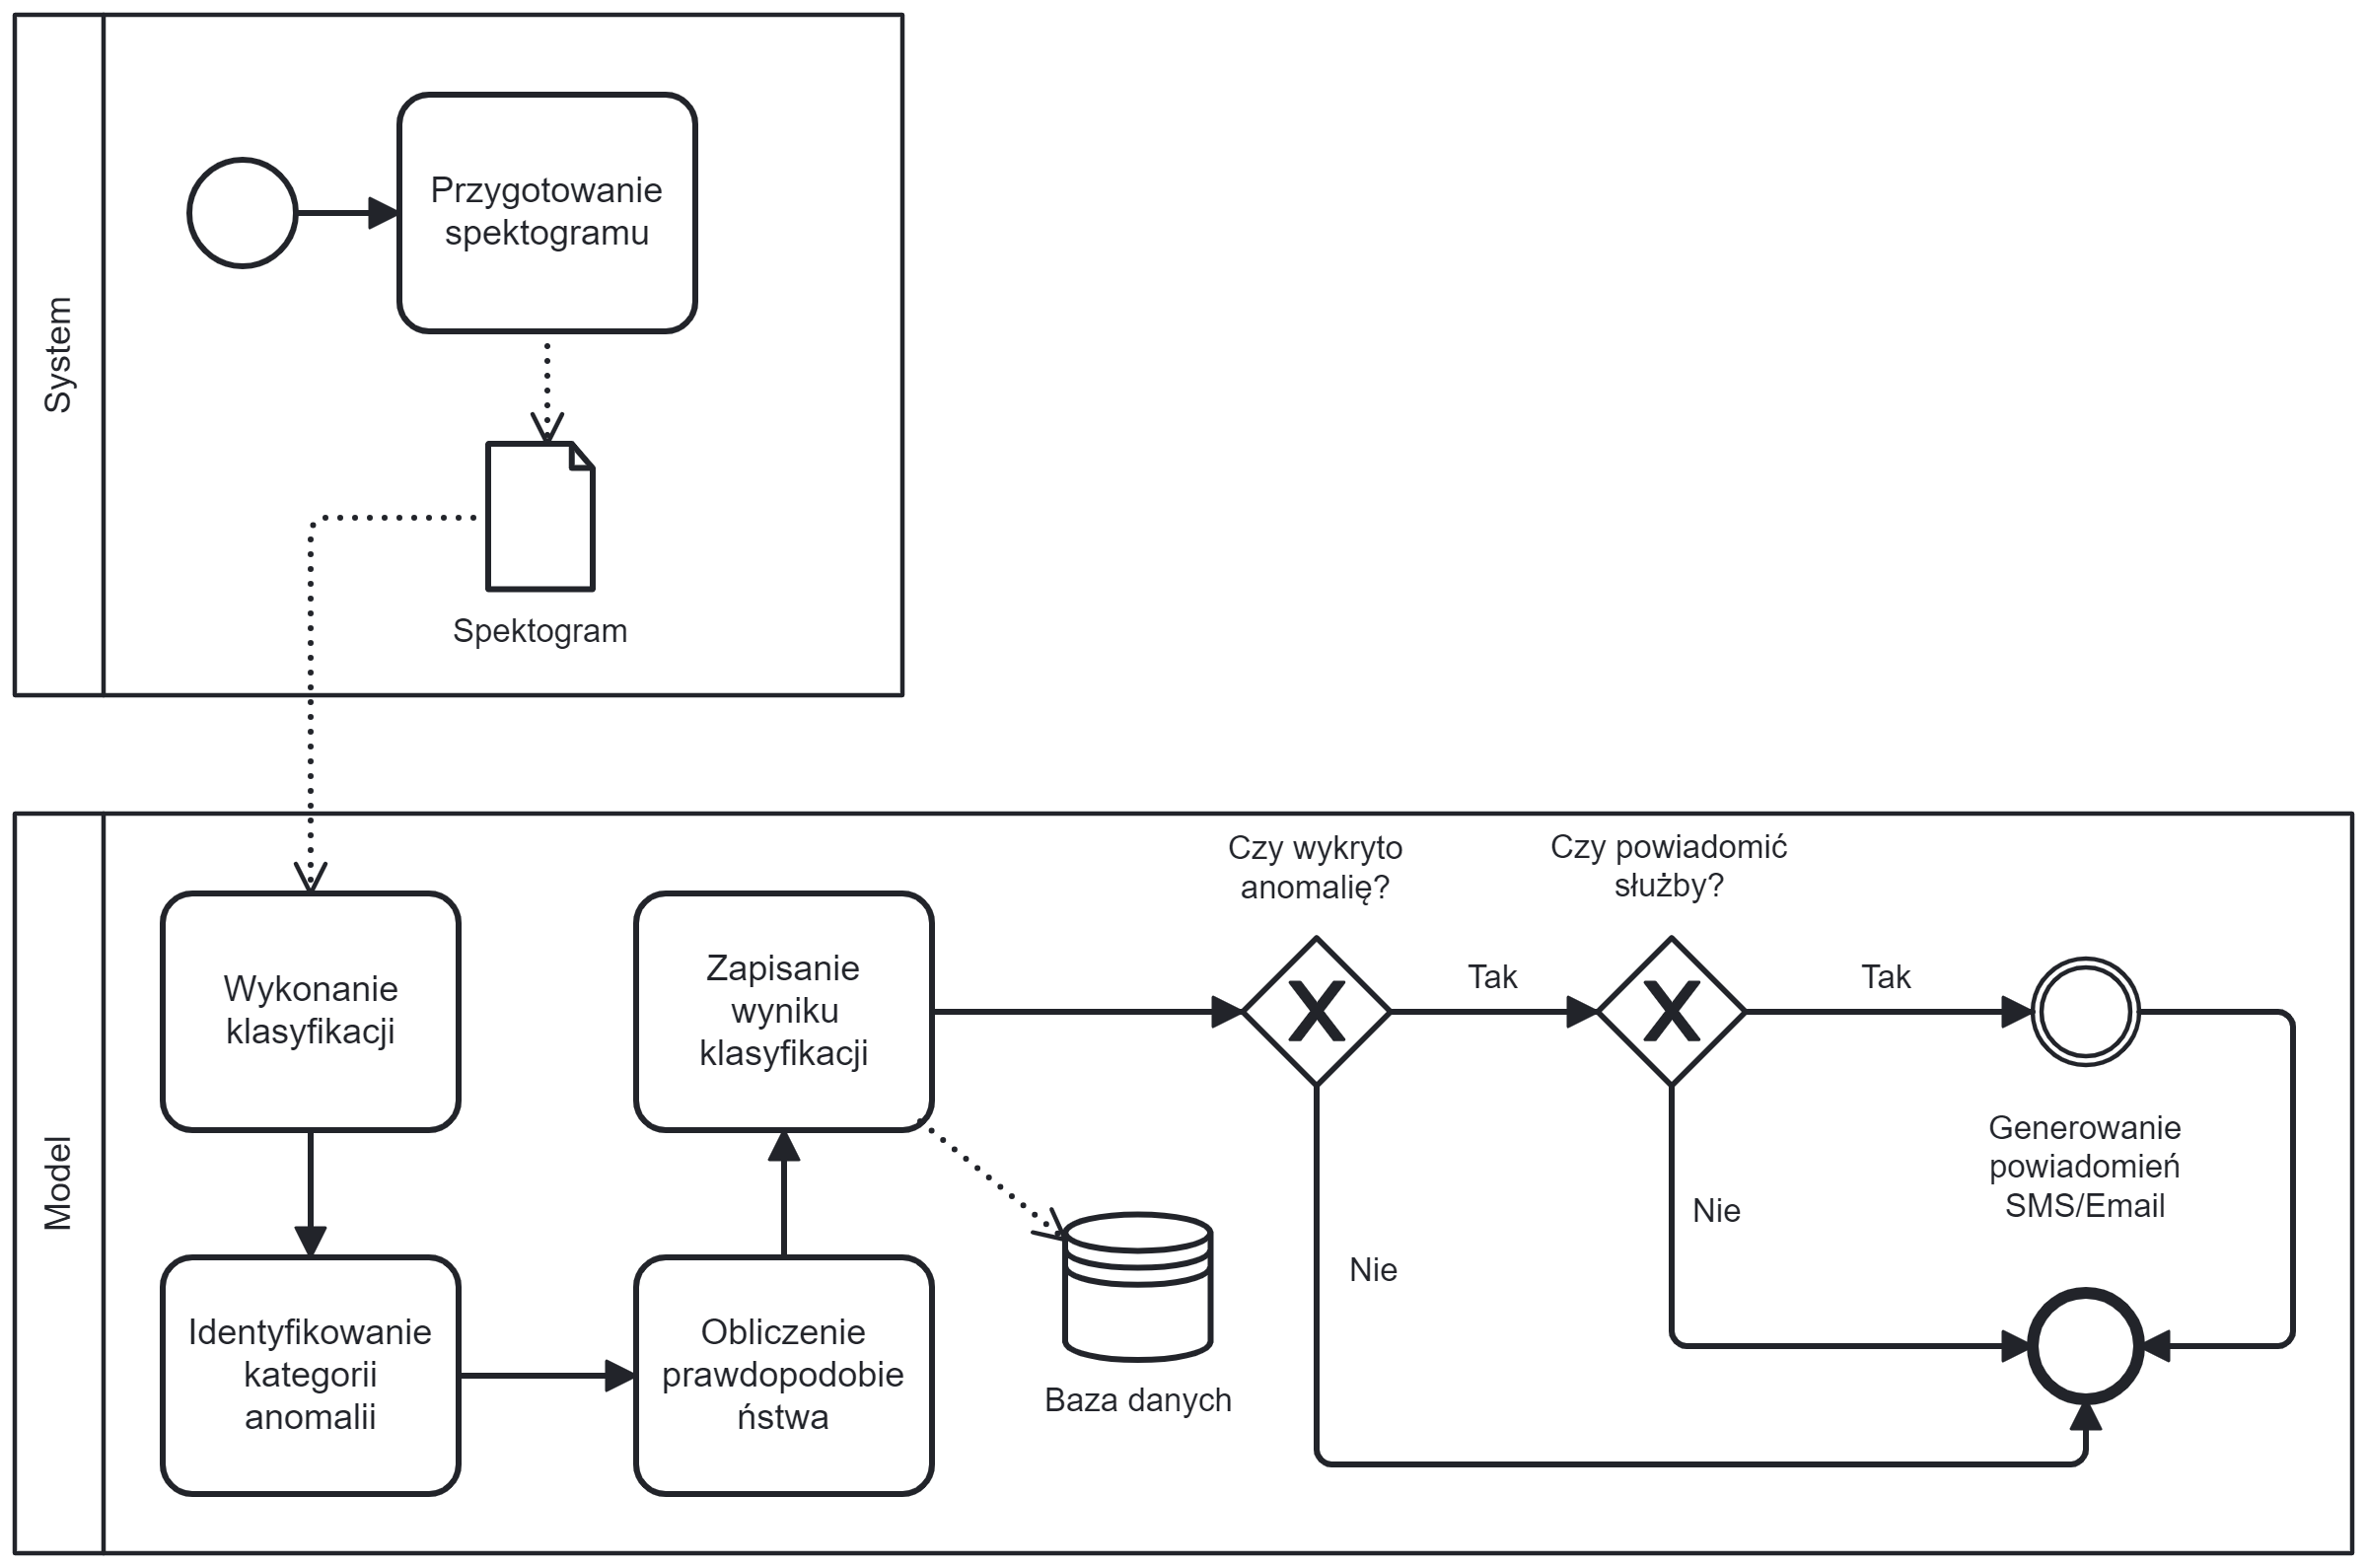 System
Przygotowanie
spektogramu
Spektogram
Model
Wykonanie
klasyfikacji
Identyfikowanie
kategorii
anomalii
Obliczenie
prawdopodobie
ństwa
Zapisanie
wyniku
klasyfikacji
Baza danych
Czy wykryto
anomalię?
Tak
Nie
Czy powiadomić
służby?
Tak
Nie
Generowanie
powiadomień
SMS/Email